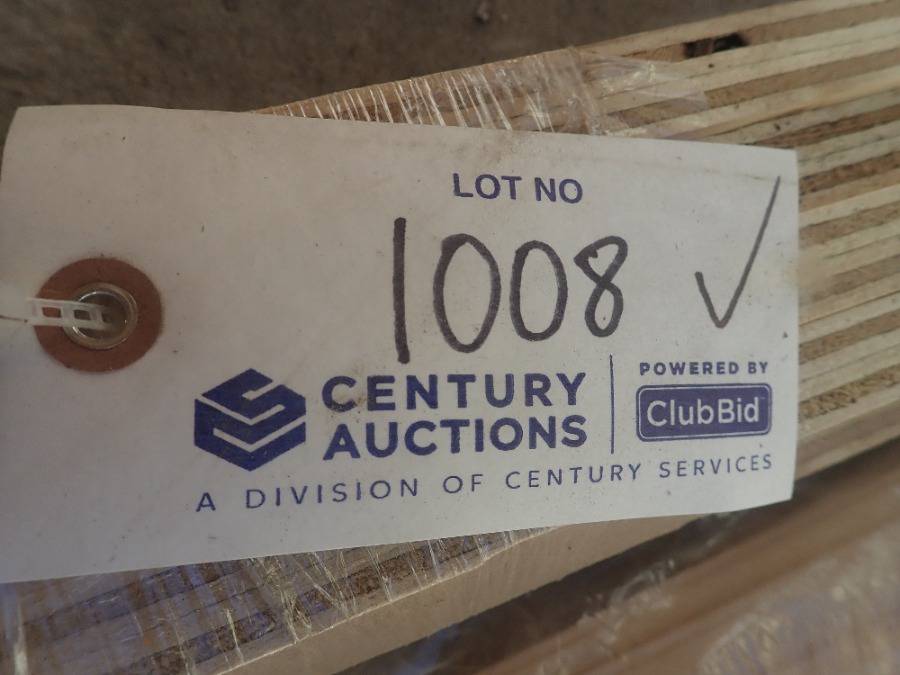 LOT NO
1008 ✓
CENTURY AUCTIONS
POWERED BY
ClubBid
A DIVISION OF CENTURY SERVICES